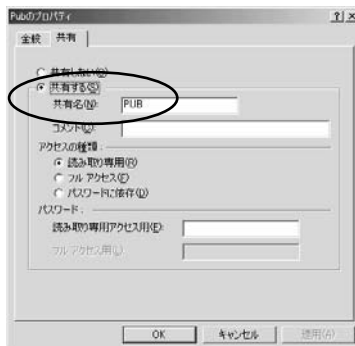 Pubのプロパティ ? ×
全般 共有
共有しない(O)
共有する(S)
共有名(N): PUB
コメント(C):
アクセスの種類:
読み取り専用(R)
フル アクセス(F)
パスワードに依存(D)
パスワード:
読み取り専用アクセス用(E):
フル アクセス用(L):
OK キャンセル 適用(A)